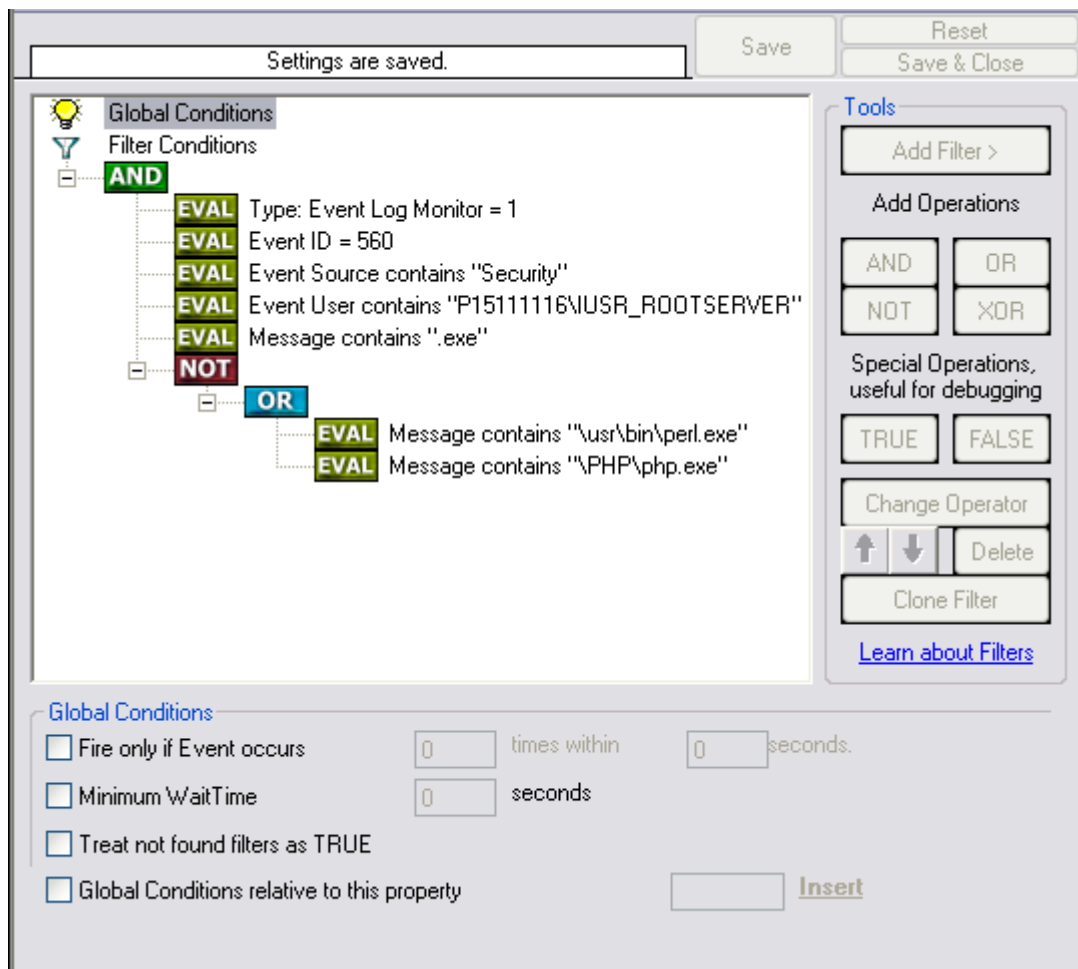 Settings are saved.
Save
Reset
Save & Close
Global Conditions
Filter Conditions
AND
EVAL Type: Event Log Monitor = 1
EVAL Event ID = 560
EVAL Event Source contains "Security"
EVAL Event User contains "P15111116\IUSR_ROOTSERVER"
EVAL Message contains ".exe"
NOT
OR
EVAL Message contains "\usr\bin\perl.exe"
EVAL Message contains "\PHP\php.exe"
Tools
Add Filter >
Add Operations
AND OR
NOT XOR
Special Operations,
useful for debugging
TRUE FALSE
Change Operator
Delete
Clone Filter
Learn about Filters
Global Conditions
Fire only if Event occurs 0 times within 0 seconds.
Minimum WaitTime 0 seconds
Treat not found filters as TRUE
Global Conditions relative to this property Insert